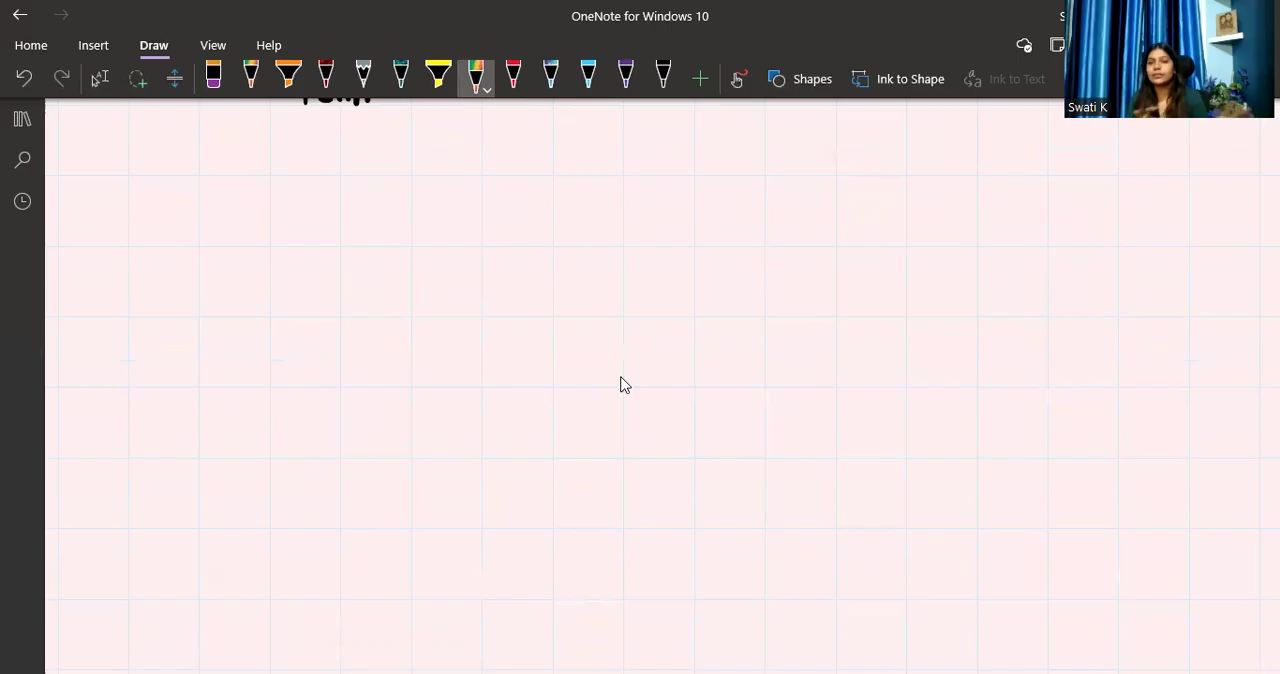 OneNote for Windows 10
Home Insert Draw View Help
Shapes Ink to Shape Ink to Text
Swati K